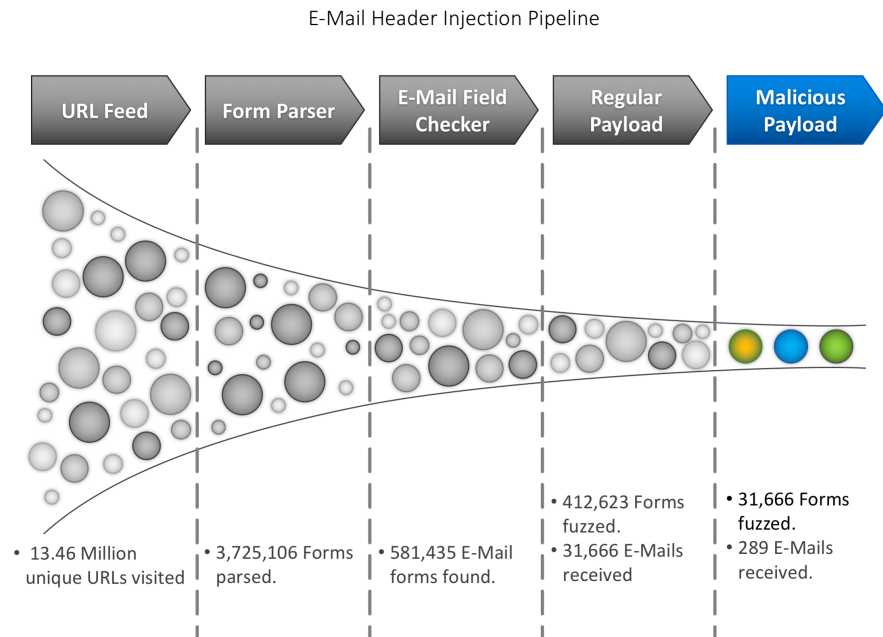 E-Mail Header Injection Pipeline
URL Feed
Form Parser
E-Mail Field
Checker
Regular
Payload
Malicious
Payload
• 13.46 Million
unique URLs visited
• 3,725,106 Forms
parsed.
• 581,435 E-Mail
forms found.
• 412,623 Forms
fuzzed.
• 31,666 E-Mails
received
• 31,666 Forms
fuzzed.
• 289 E-Mails
received.